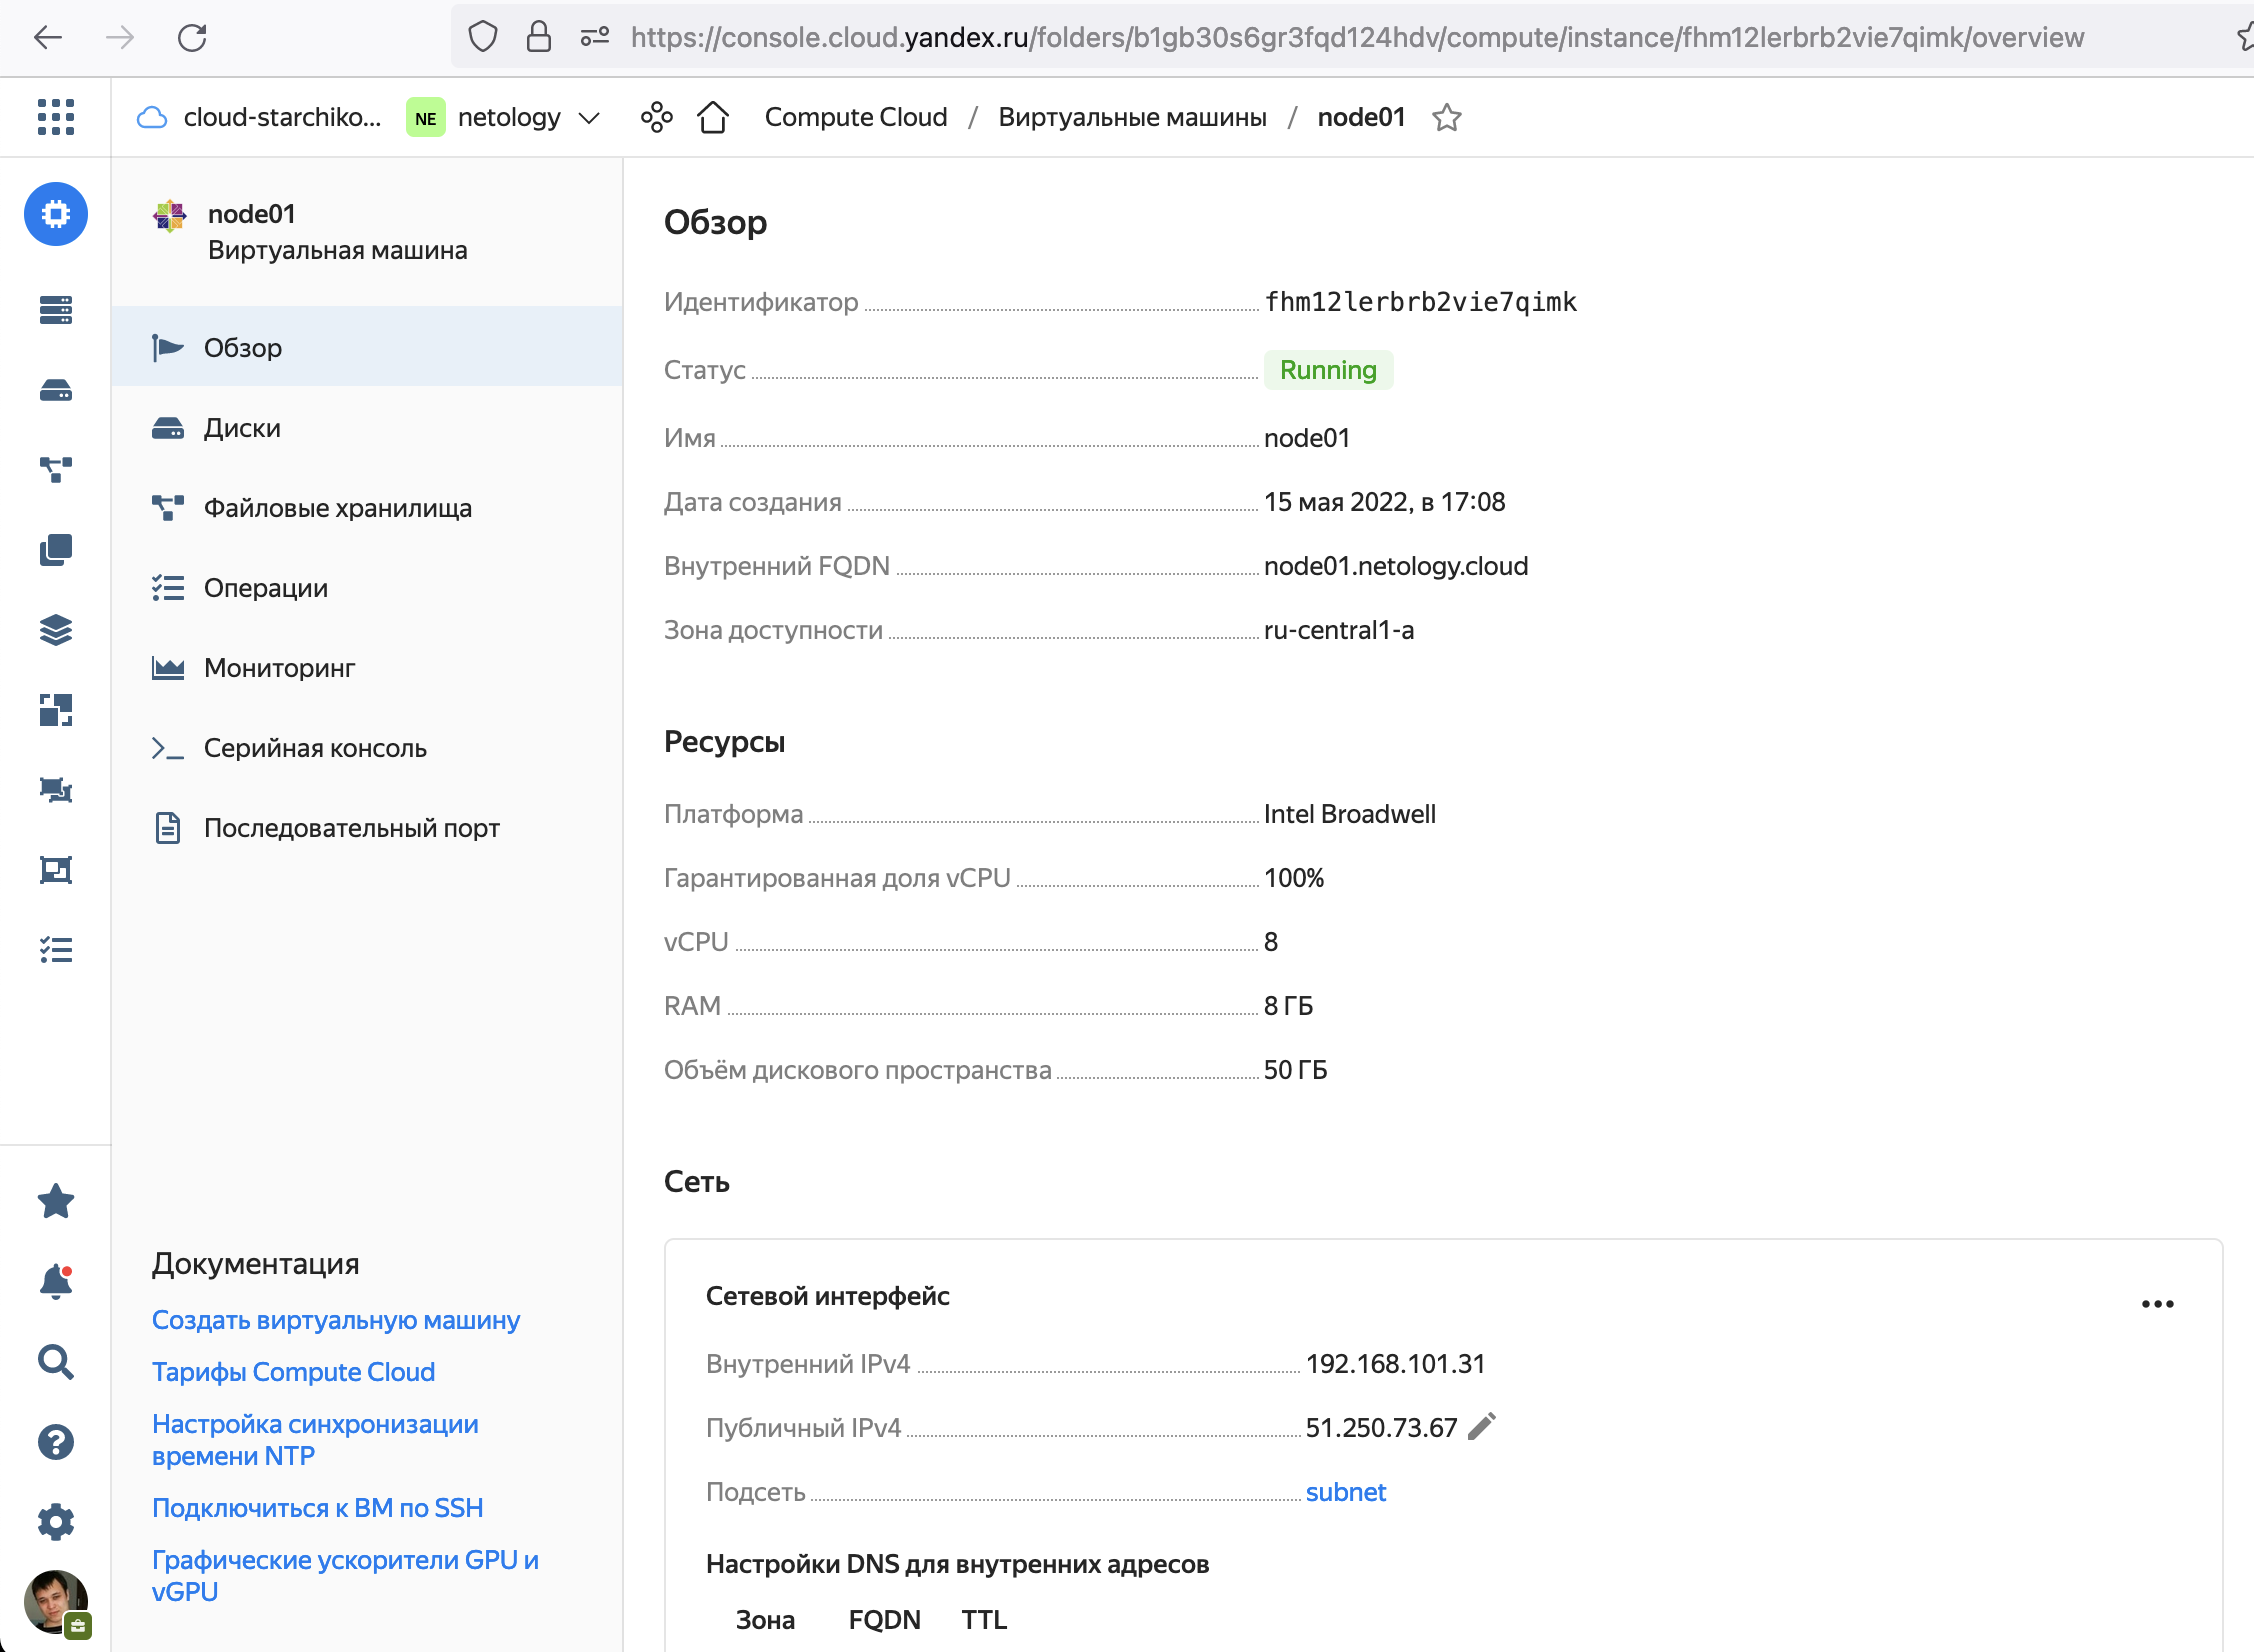 https://console.cloud.yandex.ru/folders/b1gb30s6gr3fqd124hdv/compute/instance/fhm12lerbrb2vie7qimk/overview
cloud-starchiko... NE netology Compute Cloud / Виртуальные машины / node01
node01
Виртуальная машина
Обзор
Диски
Файловые хранилища
Операции
Мониторинг
Серийная консоль
Последовательный порт
Документация
Создать виртуальную машину
Тарифы Compute Cloud
Настройка синхронизации
времени NTP
Подключиться к ВМ по SSH
Графические ускорители GPU и
vGPU
Обзор
Идентификатор fhm12lerbrb2vie7qimk
Статус Running
Имя node01
Дата создания 15 мая 2022, в 17:08
Внутренний FQDN node01.netology.cloud
Зона доступности ru-central1-a
Ресурсы
Платформа Intel Broadwell
Гарантированная доля vCPU 100%
vCPU 8
RAM 8 ГБ
Объём дискового пространства 50 ГБ
Сеть
Сетевой интерфейс
Внутренний IPv4 192.168.101.31
Публичный IPv4 51.250.73.67
Подсеть subnet
Настройки DNS для внутренних адресов
Зона FQDN TTL